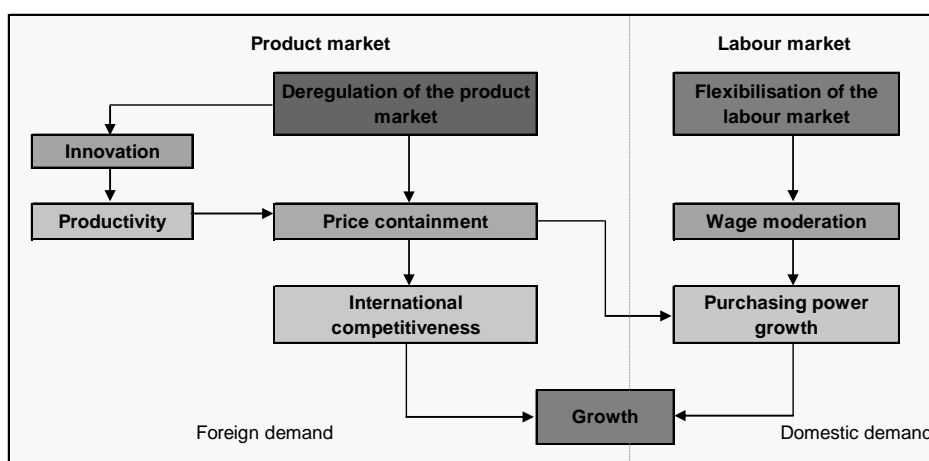 Product market
Labour market
Deregulation of the product
market
Flexibilisation of the
labour market
Innovation
Productivity
Price containment
Wage moderation
International
competitiveness
Purchasing power
growth
Growth
Foreign demand
Domestic demand